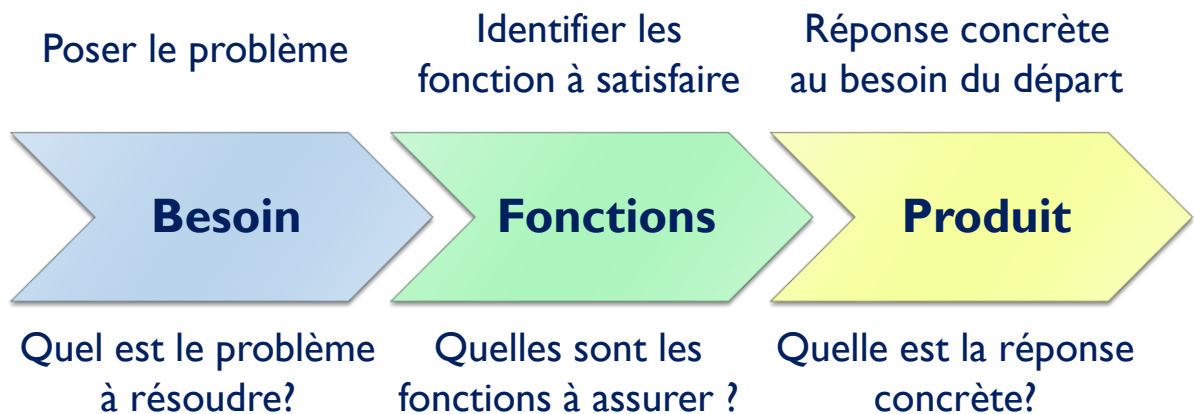 Poser le problème
Identifier les
fonction à satisfaire
Réponse concrète
au besoin du départ
Besoin
Fonctions
Produit
Quel est le problème
à résoudre?
Quelles sont les
fonctions à assurer ?
Quelle est la réponse
concrète?